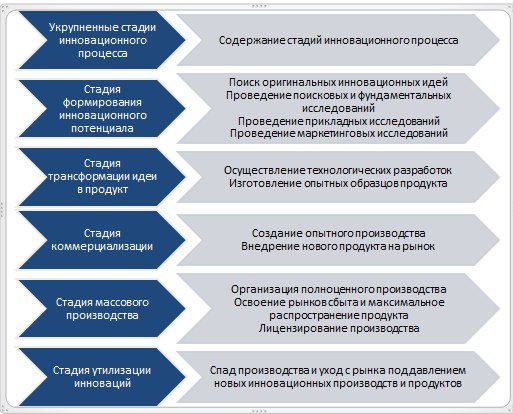 Укрупненные стадии
инновационного
процесса
Содержание стадий инновационного процесса
Стадия
формирования
инновационного
потенциала
Поиск оригинальных инновационных идей
Проведение поисковых и фундаментальных
исследований
Проведение прикладных исследований
Проведение маркетинговых исследований
Стадия
трансформации идеи
в продукт
Осуществление технологических разработок
Изготовление опытных образцов продукта
Стадия
коммерциализации
Создание опытного производства
Внедрение нового продукта на рынок
Стадия массового
производства
Организация полноценного производства
Освоение рынков сбыта и максимальное
распространение продукта
Лицензирование производства
Стадия утилизации
инноваций
Спад производства и уход с рынка под давлением
новых инновационных производств и продуктов